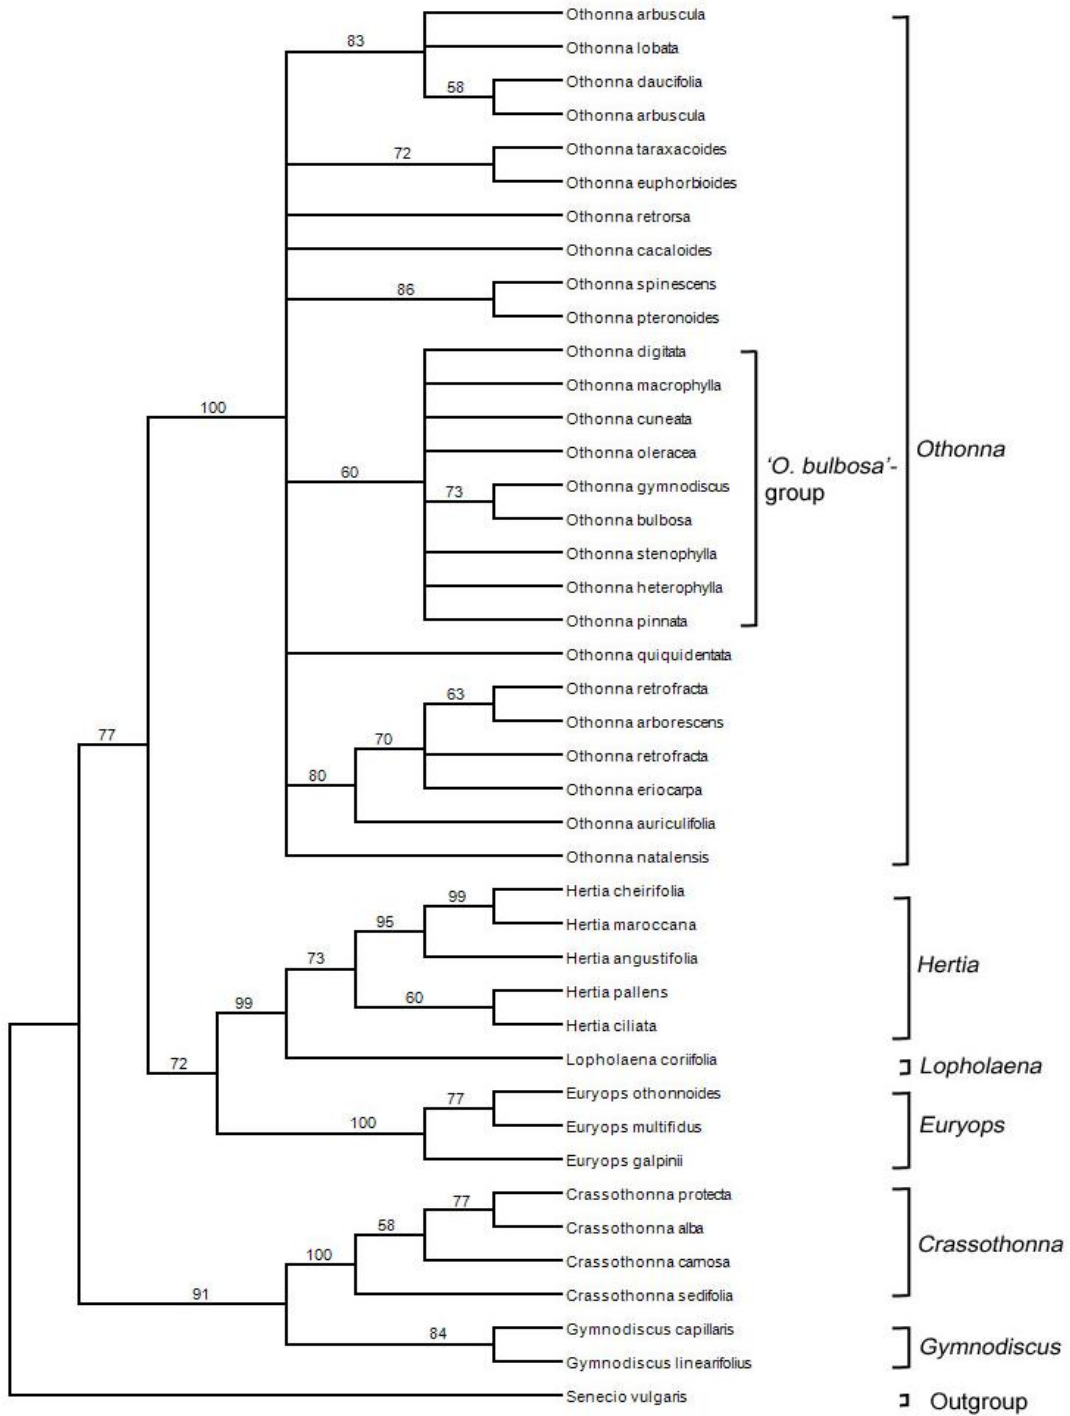 Othonna arbuscula
83
Othonna lobata
Othonna daucifolia
58
Othonna arbuscula
Othonna taraxacoides
72
Othonna euphorbioides
Othonna retrorsa
Othonna cacaloides
Othonna spinescens
86
Othonna pteronoides
Othonna digitata
Othonna macrophylla
100
Othonna cuneata
Othonna oleracea
Othonna
'O. bulbosa'-
group
60
Othonna gymnodiscus
73
Othonna bulbosa
Othonna stenophylla
Othonna heterophylla
Othonna pinnata
Othonna quiquidentata
Othonna retrofracta
63
Othonna arborescens
77
70
Othonna retrofracta
80
Othonna eriocarpa
Othonna auriculifolia
Othonna natalensis
Hertia cheirifolia
99
Hertia maroccana
95
Hertia angustifolia
73
Hertia
Hertia pallens
60
99
Hertia ciliata
Lopholaena coriifolia
72
Lopholaena
Euryops othonnoides
77
100
Euryops multifidus
Euryops
Euryops galpinii
Crassothonna protecta
77
58
Crassothonna alba
Crassothonna
100
Crassothonna carnosa
91
Crassothonna sedifolia
Gymnodiscus capillaris
84
Gymnodiscus
Gymnodiscus linearifolius
Senecio vulgaris
Outgroup